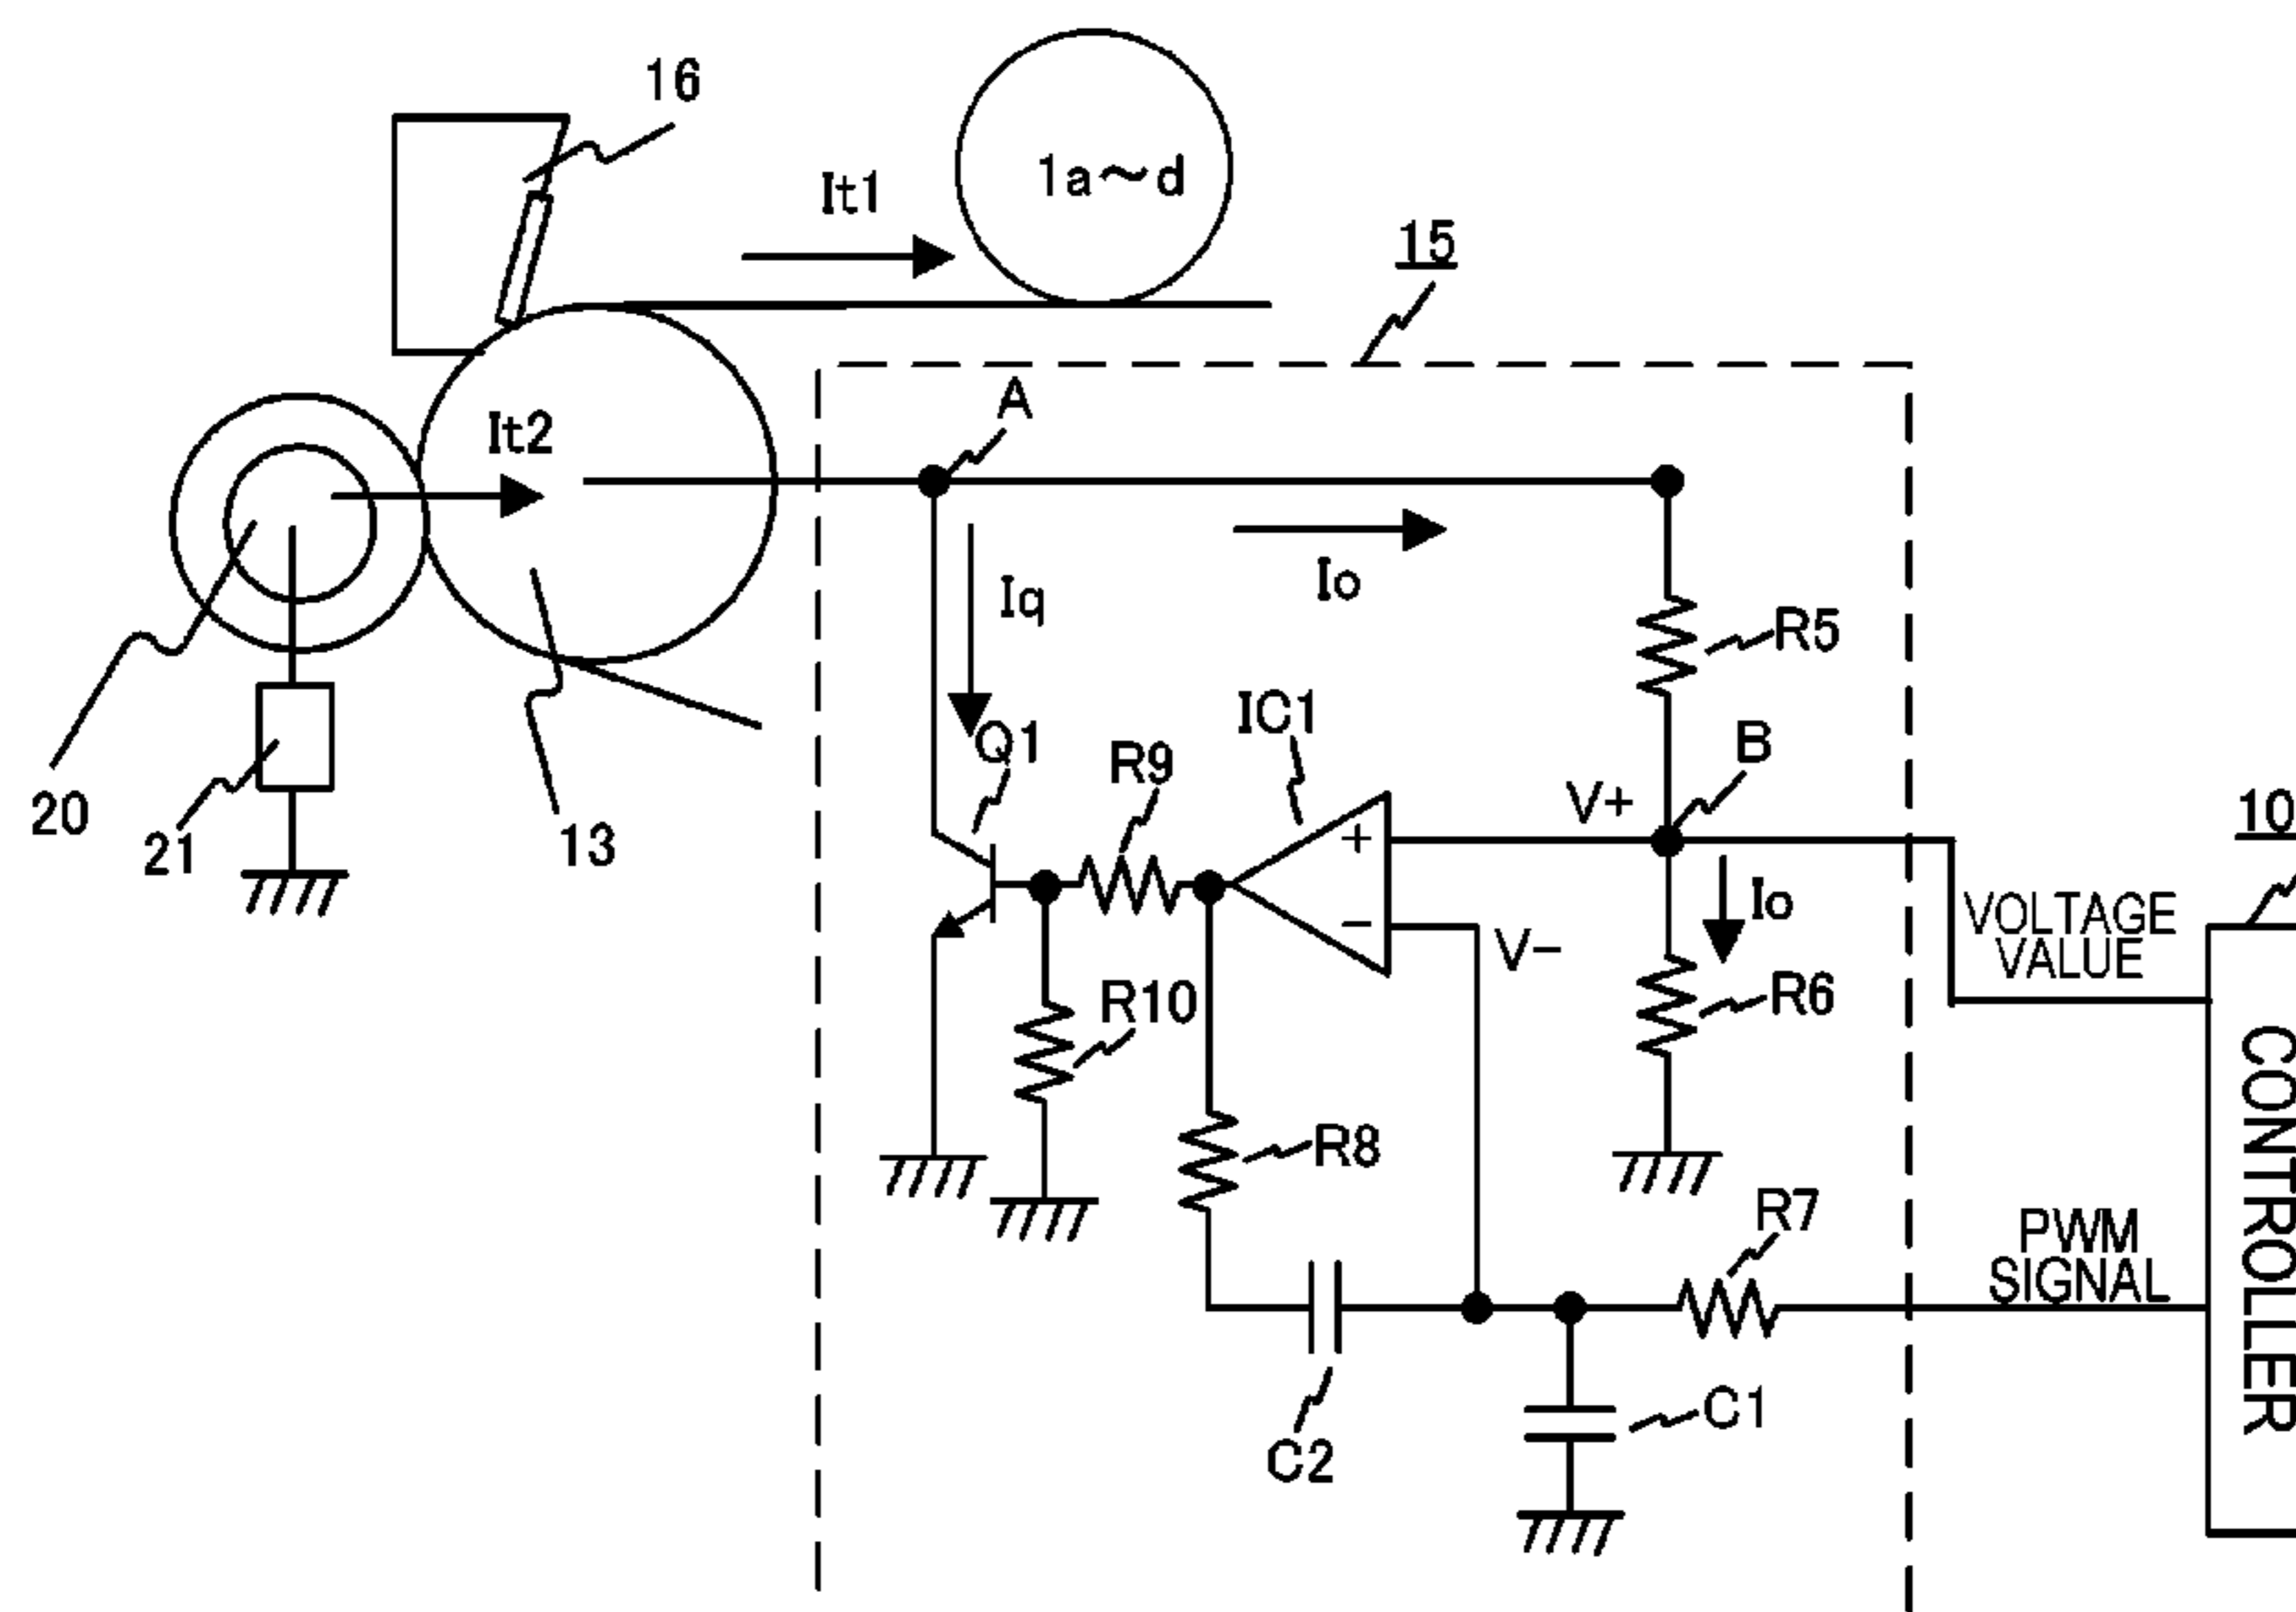 16
It1
1a～d
15
A
It2
Iq
Io
R5
Q1
R9
IC1
V+
B
20
21
13
+
−
V−
Io
R10
R6
VOLTAGE
VALUE
10
R8
R7
PWM
SIGNAL
CONTROLLER
C2
C1